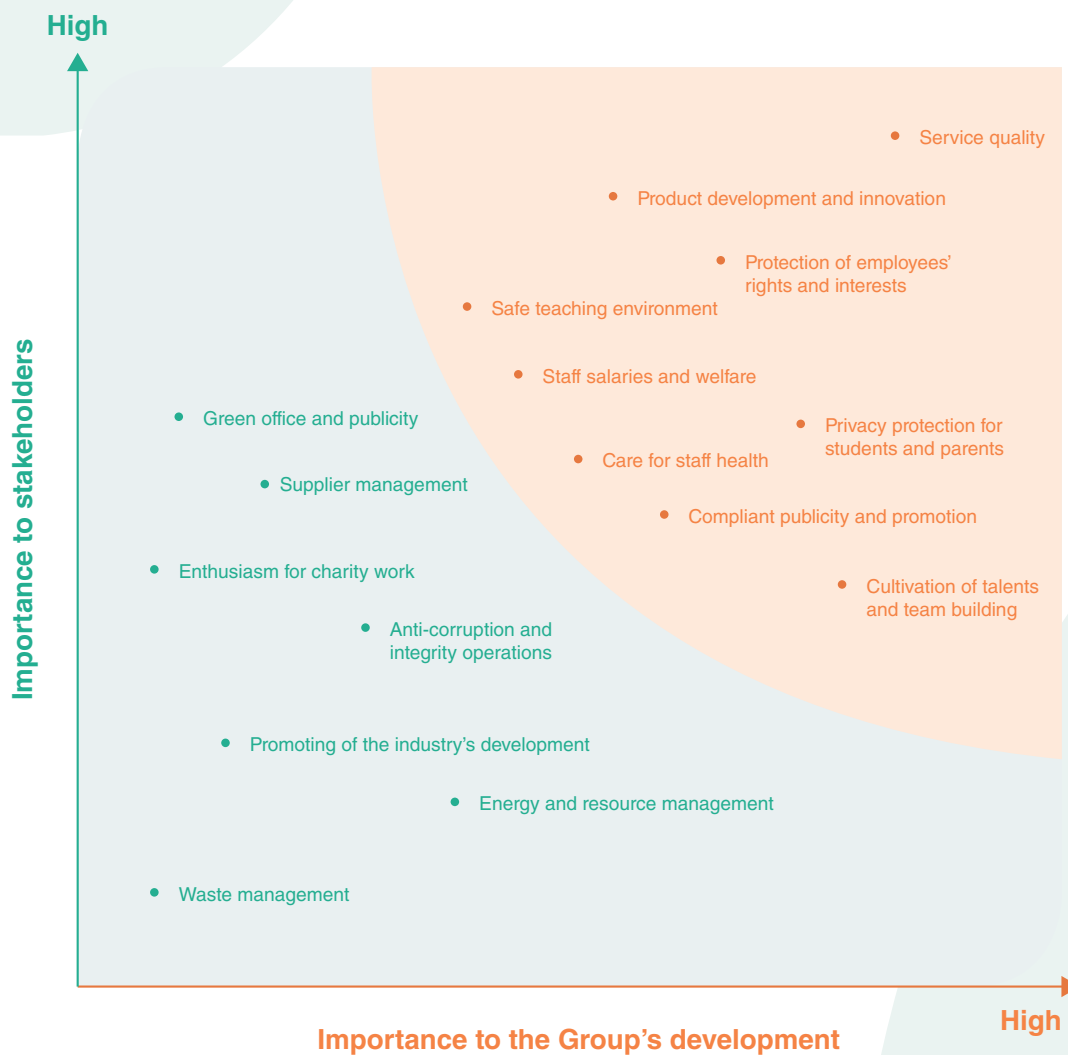 High
Service quality
Product development and innovation
Protection of employees’
rights and interests
Safe teaching environment
Staff salaries and welfare
Green office and publicity
Privacy protection for
students and parents
Care for staff health
Supplier management
Compliant publicity and promotion
Enthusiasm for charity work
Cultivation of talents
and team building
Anti-corruption and
integrity operations
Promoting of the industry’s development
Energy and resource management
Waste management
Importance to stakeholders
High
Importance to the Group’s development